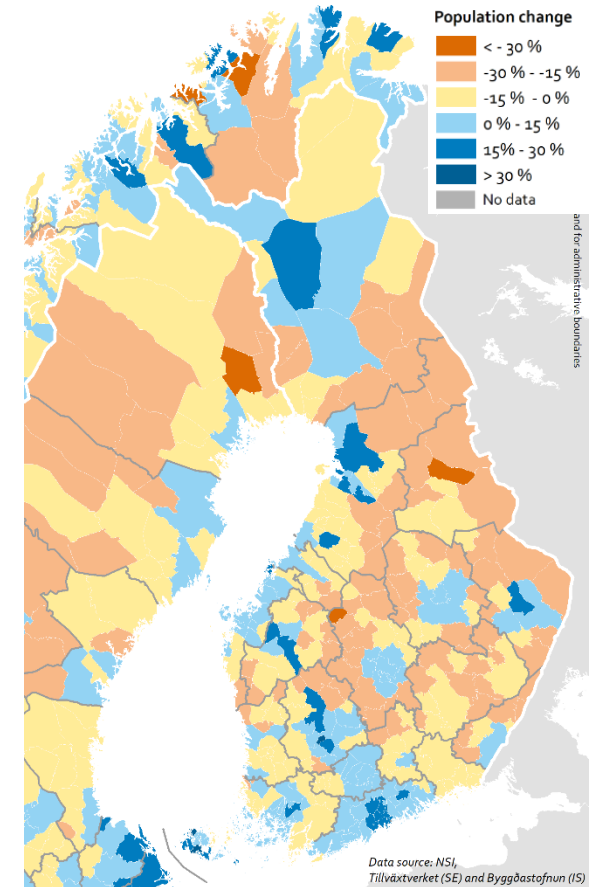 Population change
< - 30 %
-30 % - -15 %
-15 % - 0 %
0 % - 15 %
15% - 30 %
> 30 %
No data
and for administrative boundaries
Data source: NSI,
Tillväxtverket (SE) and Byggðastofnun (IS)